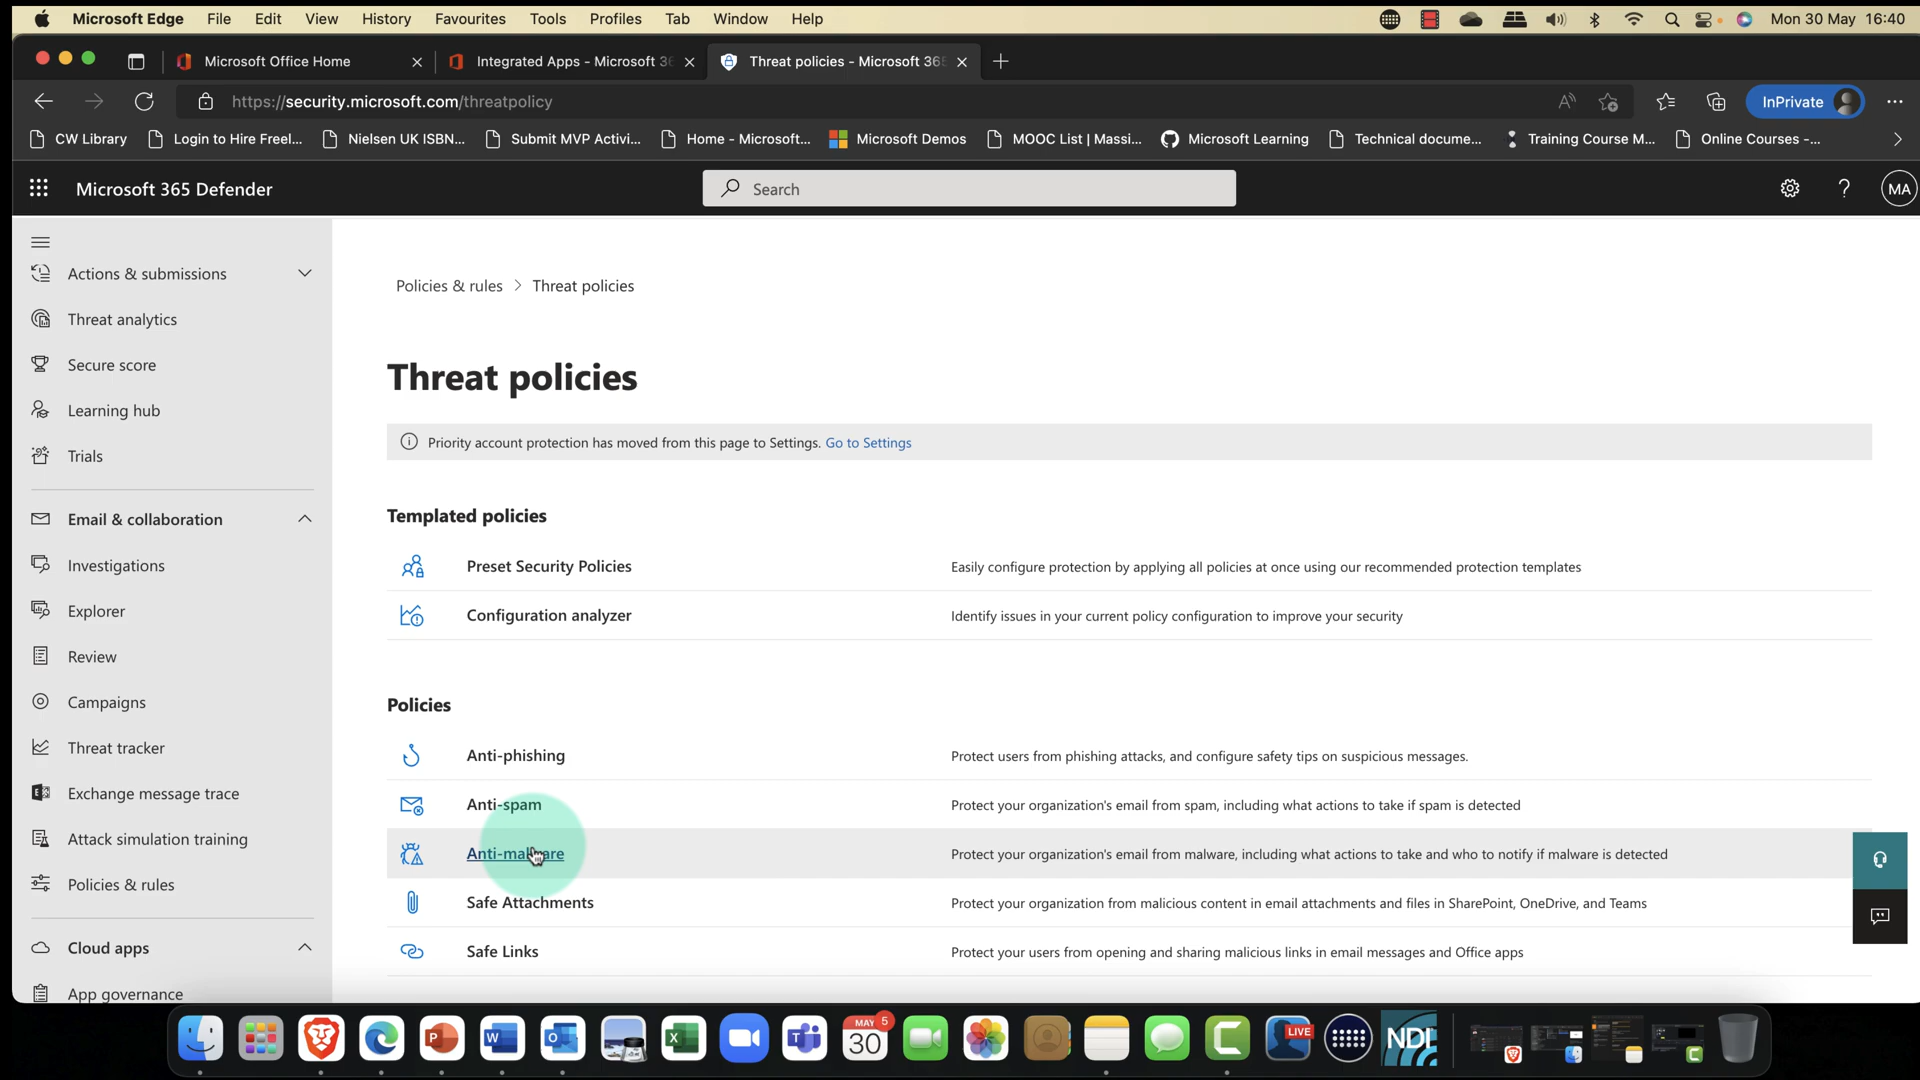 Microsoft Edge File Edit View History Favourites Tools Profiles Tab Window Help Mon 30 May 16:40
Microsoft Office Home Integrated Apps - Microsoft 36 Threat policies - Microsoft 365
https://security.microsoft.com/threatpolicy InPrivate
CW Library Login to Hire Freel... Nielsen UK ISBN... Submit MVP Activi... Home - Microsoft... Microsoft Demos MOOC List | Massi... Microsoft Learning Technical docume... Training Course M... Online Courses -...
Microsoft 365 Defender Search ? MA
Actions & submissions
Threat analytics
Secure score
Learning hub
Trials
Email & collaboration
Investigations
Explorer
Review
Campaigns
Threat tracker
Exchange message trace
Attack simulation training
Policies & rules
Cloud apps
App governance
Policies & rules > Threat policies
Threat policies
Priority account protection has moved from this page to Settings. Go to Settings
Templated policies
Preset Security Policies Easily configure protection by applying all policies at once using our recommended protection templates
Configuration analyzer Identify issues in your current policy configuration to improve your security
Policies
Anti-phishing Protect users from phishing attacks, and configure safety tips on suspicious messages.
Anti-spam Protect your organization's email from spam, including what actions to take if spam is detected
Anti-malware Protect your organization's email from malware, including what actions to take and who to notify if malware is detected
Safe Attachments Protect your organization from malicious content in email attachments and files in SharePoint, OneDrive, and Teams
Safe Links Protect your users from opening and sharing malicious links in email messages and Office apps
MAY 5
30
LIVE
NDI